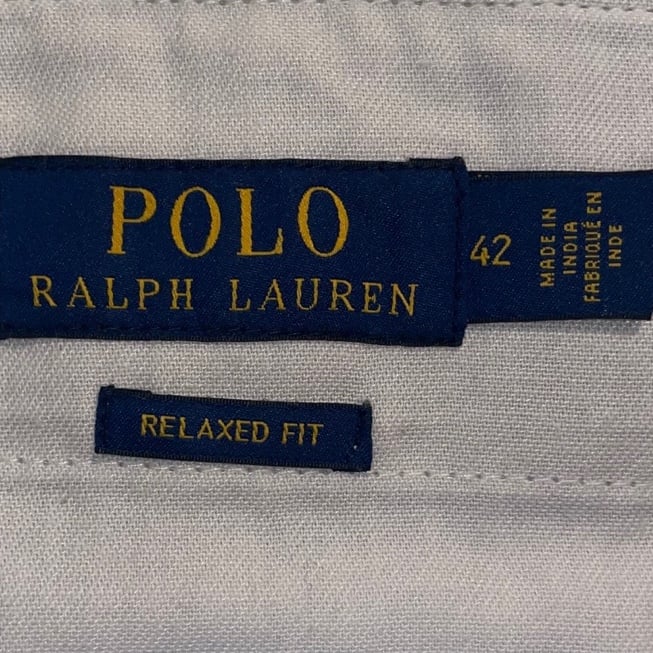 POLO
RALPH LAUREN
42
MADE IN
INDIA
FABRIQUÉ EN
INDE
RELAXED FIT